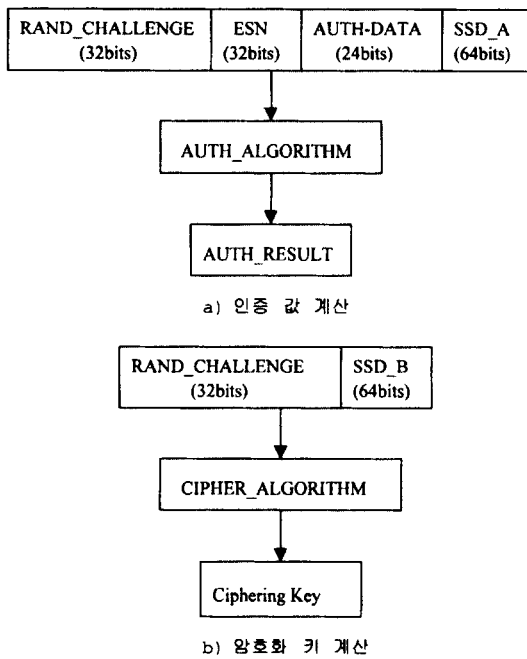 RAND_CHALLENGE ESN AUTH-DATA SSD_A
(32bits) (32bits) (24bits) (64bits)
AUTH_ALGORITHM
AUTH_RESULT
a) 인증 값 계산
RAND_CHALLENGE SSD_B
(32bits) (64bits)
CIPHER_ALGORITHM
Ciphering Key
b) 암호화 키 계산